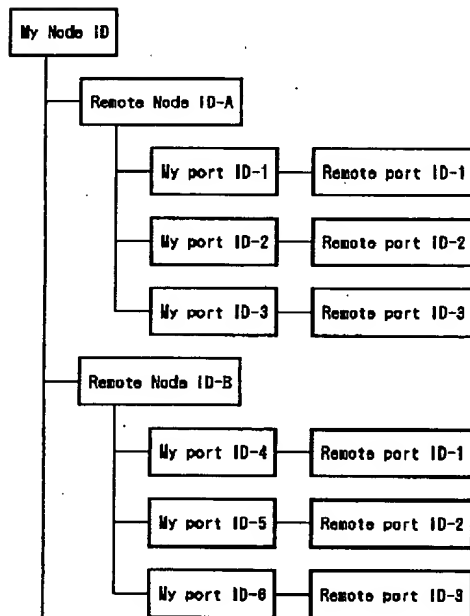 My Node ID
Remote Node ID-A
My port ID-1 Remote port ID-1
My port ID-2 Remote port ID-2
My port ID-3 Remote port ID-3
Remote Node ID-B
My port ID-4 Remote port ID-1
My port ID-5 Remote port ID-2
My port ID-6 Remote port ID-3